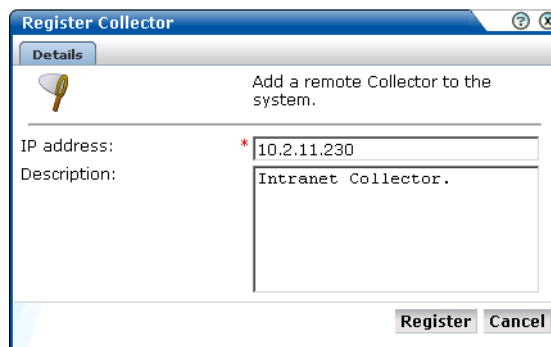 Register Collector
Details
Add a remote Collector to the
system.
IP address:
* 10.2.11.230
Description:
Intranet Collector.
Register Cancel